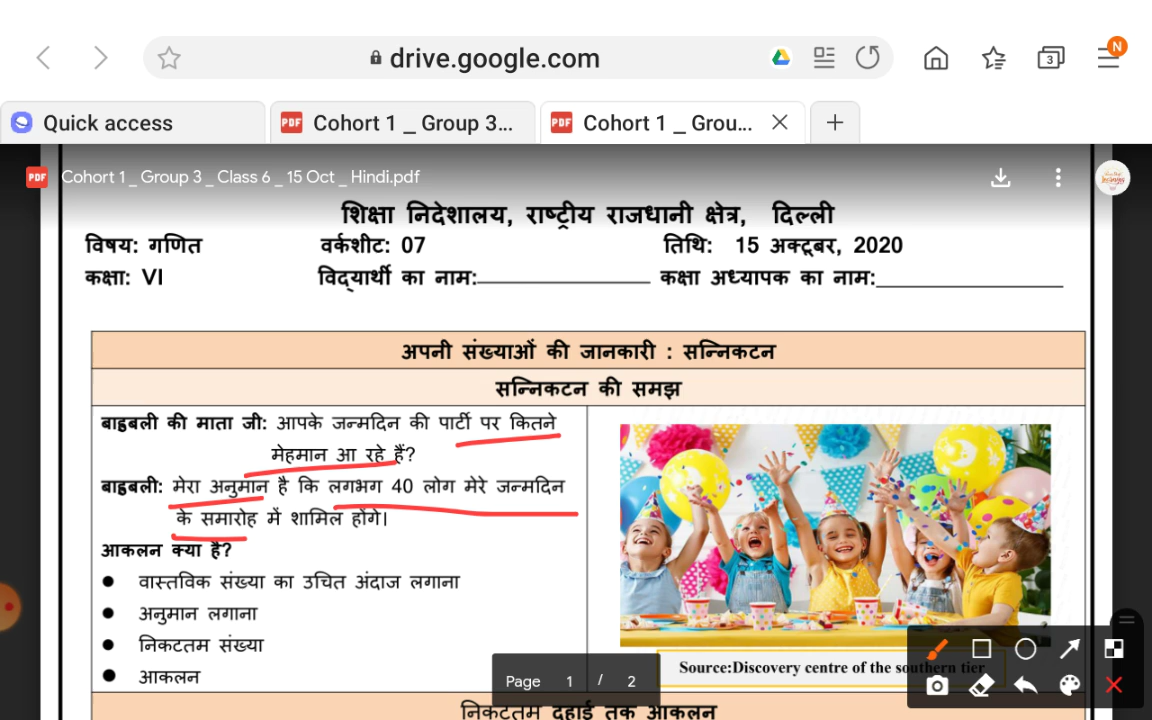 drive.google.com
N
3
Quick access
PDF Cohort 1 _ Group 3...
PDF Cohort 1 _ Grou...
PDF Cohort 1 _ Group 3 _ Class 6 _ 15 Oct _ Hindi.pdf
शिक्षा निदेशालय, राष्ट्रीय राजधानी क्षेत्र, दिल्ली
विषय: गणित वर्कशीट: 07 तिथि: 15 अक्टूबर, 2020
कक्षा: VI विद्यार्थी का नाम: कक्षा अध्यापक का नाम:
अपनी संख्याओं की जानकारी : सन्निकटन
सन्निकटन की समझ
बाहुबली की माता जी: आपके जन्मदिन की पार्टी पर कितने
मेहमान आ रहे हैं?
बाहुबली: मेरा अनुमान है कि लगभग 40 लोग मेरे जन्मदिन
के समारोह में शामिल होंगे।
आकलन क्या है?
● वास्तविक संख्या का उचित अंदाज लगाना
● अनुमान लगाना
● निकटतम संख्या
● आकलन
Source:Discovery centre of the southern tier
Page 1 / 2
निकटतम दहाई तक आकलन